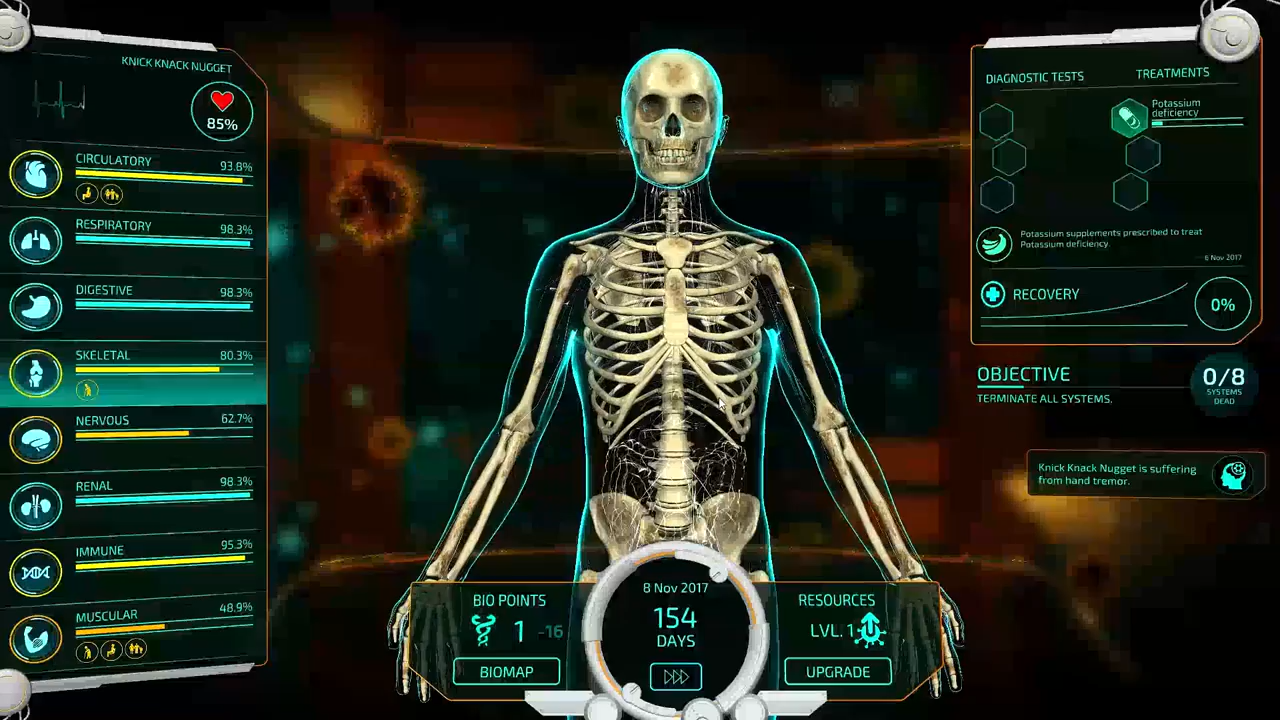 KNICK KNACK NUGGET
85%
CIRCULATORY 93.8%
RESPIRATORY 98.3%
DIGESTIVE 98.3%
SKELETAL 80.3%
NERVOUS 62.7%
RENAL 98.3%
IMMUNE 95.3%
MUSCULAR 48.9%
DIAGNOSTIC TESTS TREATMENTS
Potassium
deficiency
Potassium supplements prescribed to treat
Potassium deficiency.
6 Nov 2017
RECOVERY 0%
OBJECTIVE
TERMINATE ALL SYSTEMS.
0/8
SYSTEMS
DEAD
Knick Knack Nugget is suffering
from hand tremor.
BIO POINTS
1 -16
BIOMAP
8 Nov 2017
154
DAYS
RESOURCES
LVL. 1
UPGRADE